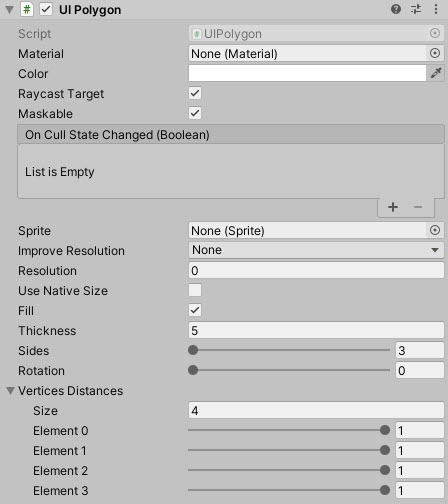 UI Polygon
Script UIPolygon
Material None (Material)
Color
Raycast Target
Maskable
On Cull State Changed (Boolean)
List is Empty
Sprite None (Sprite)
Improve Resolution None
Resolution 0
Use Native Size
Fill
Thickness 5
Sides 3
Rotation 0
Vertices Distances
Size 4
Element 0 1
Element 1 1
Element 2 1
Element 3 1